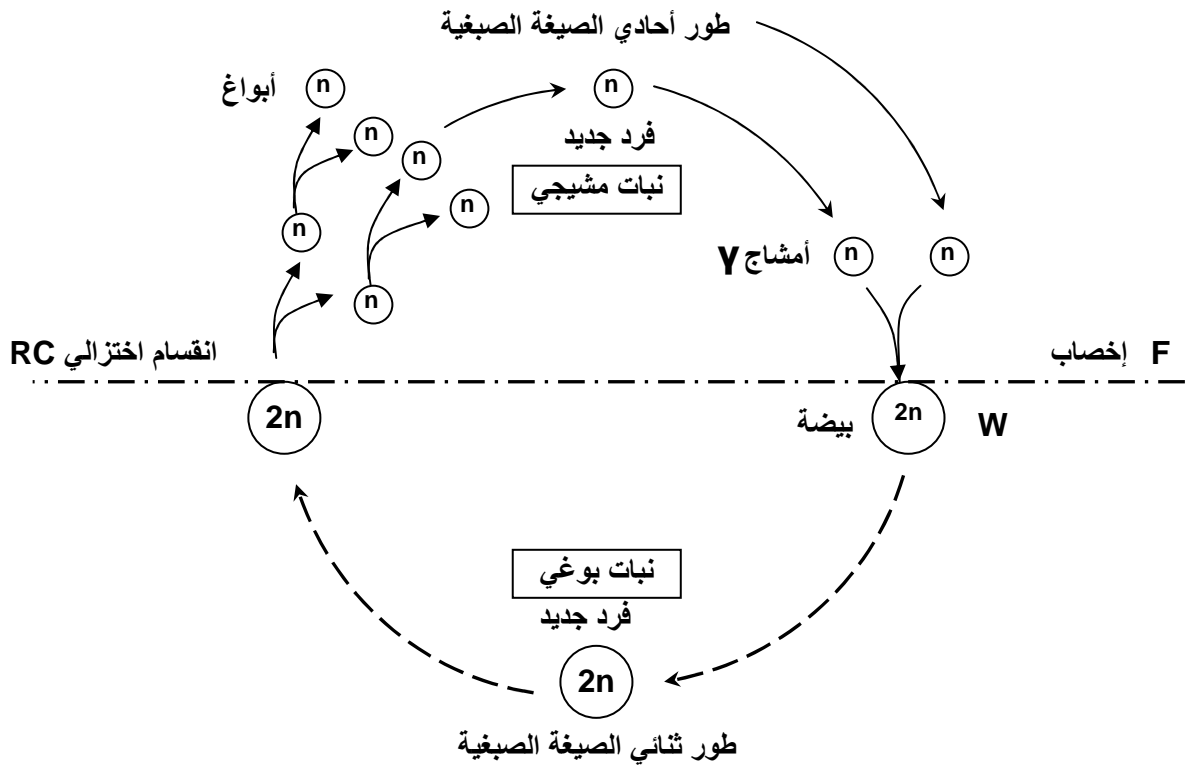 طور أحادي الصيغة الصبغية
أبواغ
n
n
n
n
n
n
n
فرد جديد
نبات مشيجي
أمشاج γ
n
n
انقسام اختزالي RC
إخصاب F
2n
بيضة
2n
W
نبات بوغي
فرد جديد
2n
طور ثنائي الصيغة الصبغية